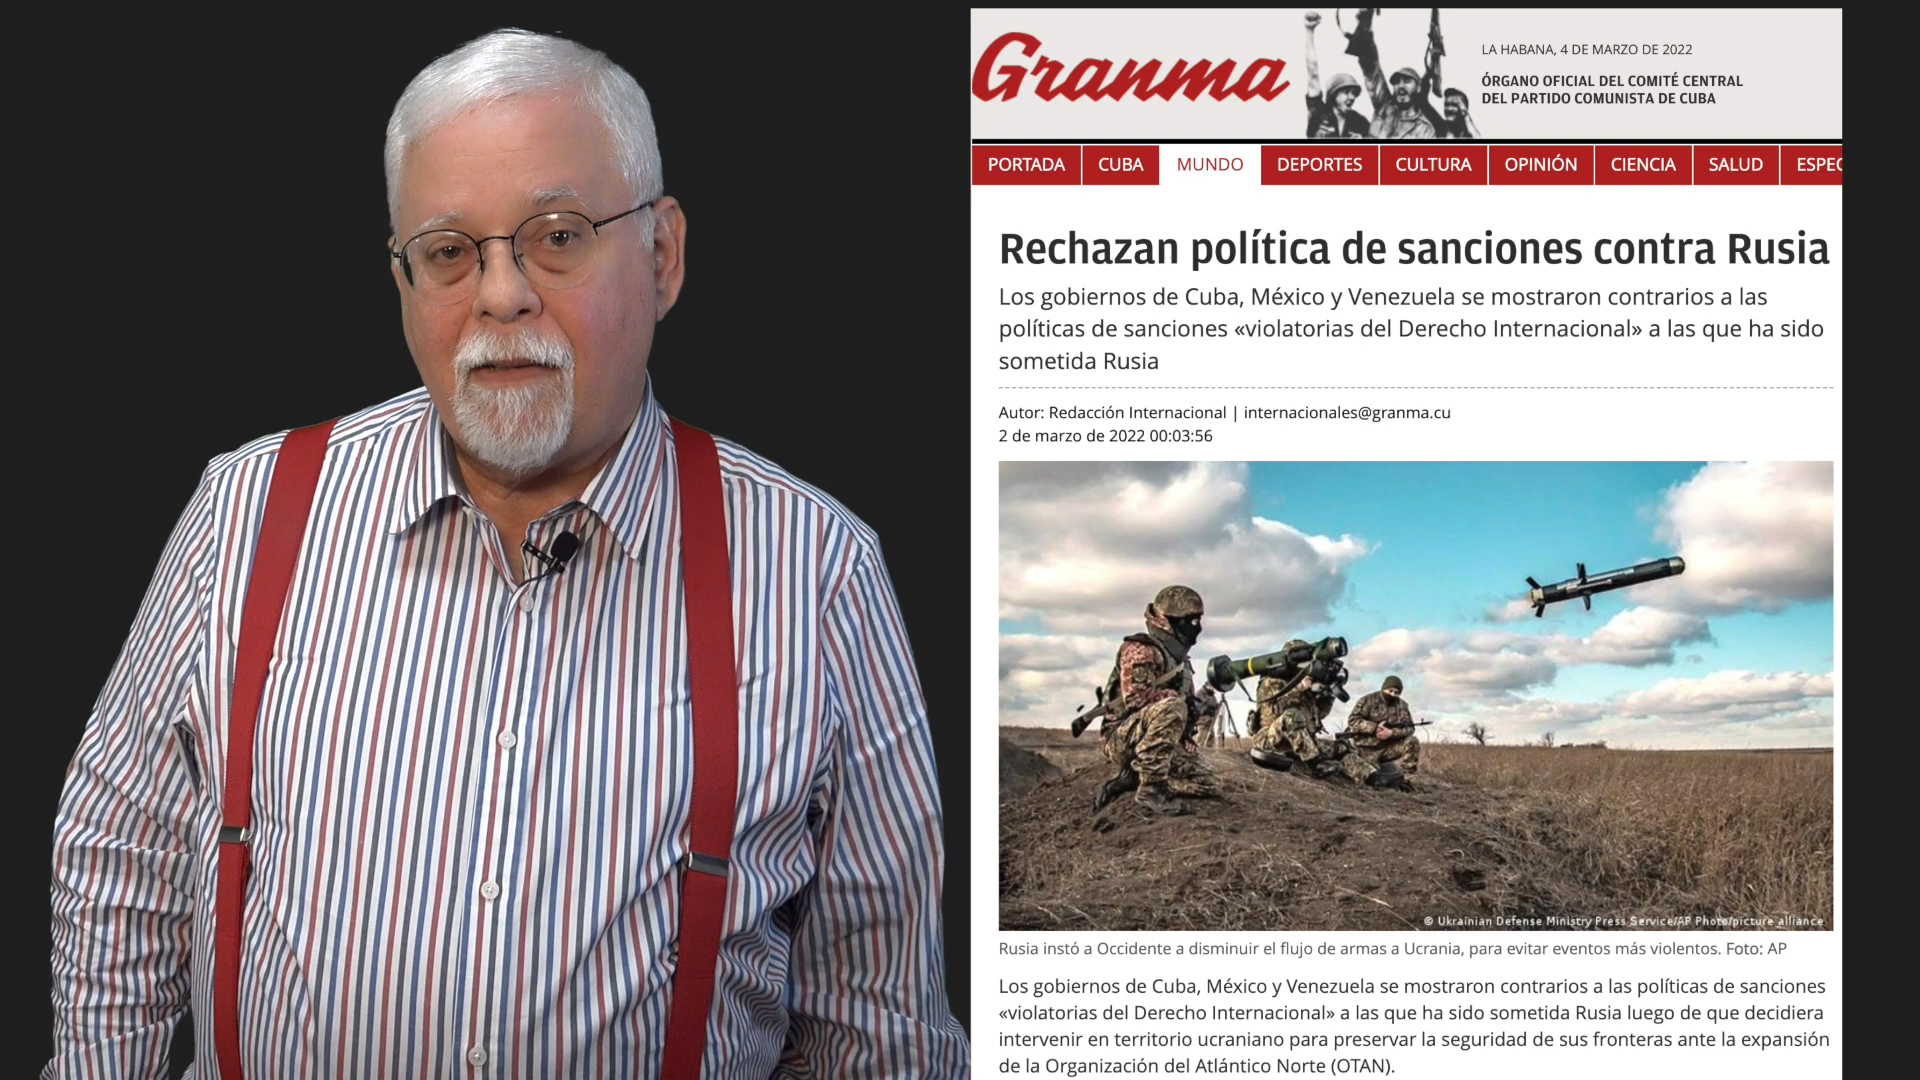 Granma
LA HABANA, 4 DE MARZO DE 2022
ÓRGANO OFICIAL DEL COMITÉ CENTRAL
DEL PARTIDO COMUNISTA DE CUBA
PORTADA CUBA MUNDO DEPORTES CULTURA OPINIÓN CIENCIA SALUD ESPEC
Rechazan política de sanciones contra Rusia
Los gobiernos de Cuba, México y Venezuela se mostraron contrarios a las
políticas de sanciones «violatorias del Derecho Internacional» a las que ha sido
sometida Rusia
Autor: Redacción Internacional | internacionales@granma.cu
2 de marzo de 2022 00:03:56
© Ukrainian Defense Ministry Press Service/AP Photo/picture alliance
Rusia instó a Occidente a disminuir el flujo de armas a Ucrania, para evitar eventos más violentos. Foto: AP
Los gobiernos de Cuba, México y Venezuela se mostraron contrarios a las políticas de sanciones
«violatorias del Derecho Internacional» a las que ha sido sometida Rusia luego de que decidiera
intervenir en territorio ucraniano para preservar la seguridad de sus fronteras ante la expansión
de la Organización del Atlántico Norte (OTAN).